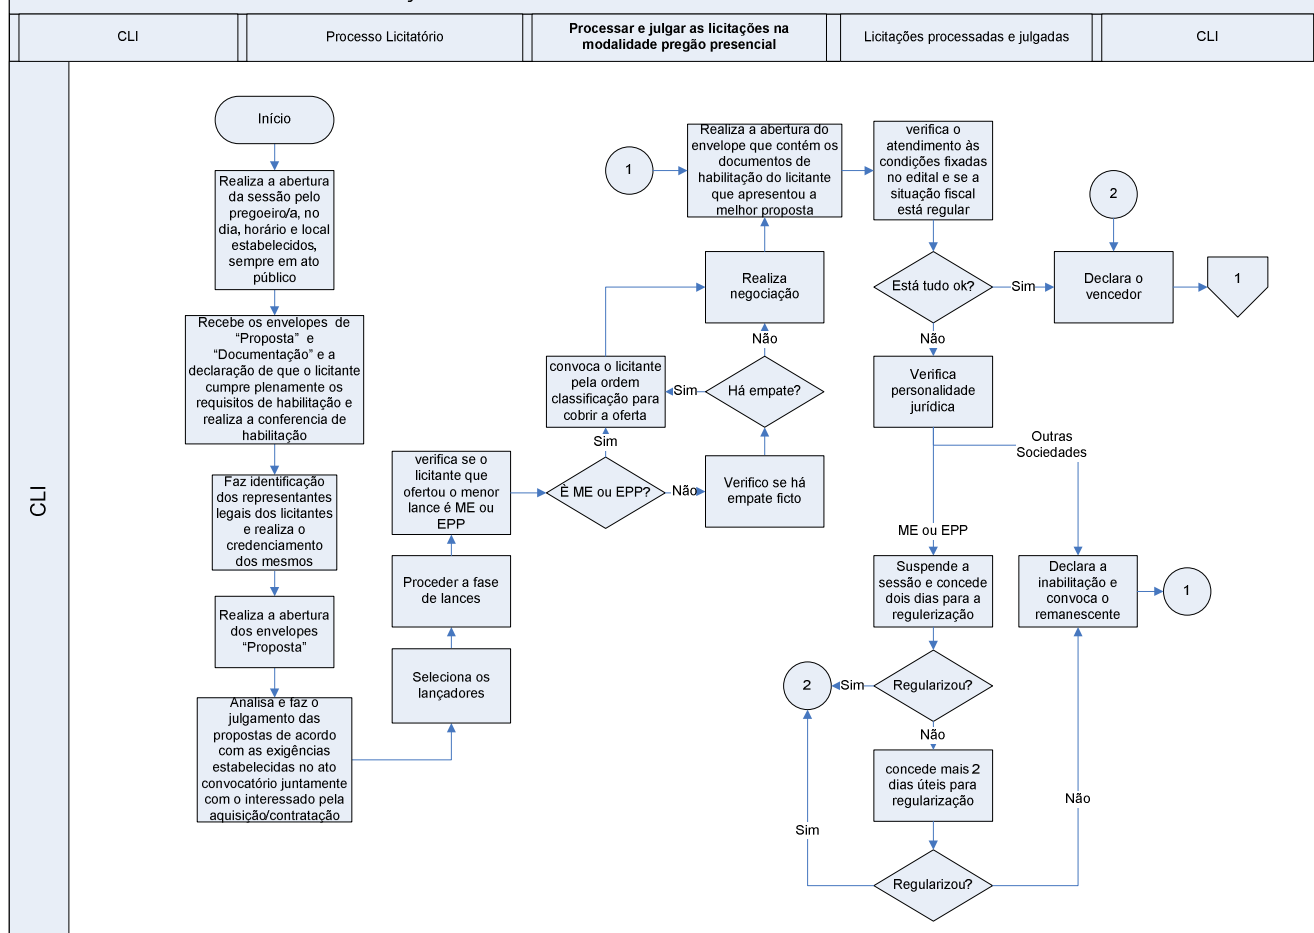 CLI
Processo Licitatório
Processar e julgar as licitações na
modalidade pregão presencial
Licitações processadas e julgadas
CLI
CLI
Início
Realiza a abertura
da sessão pelo
pregoeiro/a, no
dia, horário e local
estabelecidos,
sempre em ato
público
Recebe os envelopes de
“Proposta” e
“Documentação” e a
declaração de que o licitante
cumpre plenamente os
requisitos de habilitação e
realiza a conferencia de
habilitação
Faz identificação
dos representantes
legais dos licitantes
e realiza o
credenciamento
dos mesmos
Realiza a abertura
dos envelopes
“Proposta”
Analisa e faz o
julgamento das
propostas de acordo
com as exigências
estabelecidas no ato
convocatório juntamente
com o interessado pela
aquisição/contratação
Seleciona os
lançadores
Proceder a fase
de lances
verifica se o
licitante que
ofertou o menor
lance é ME ou
EPP
È ME ou EPP?
Sim
Não
convoca o licitante
pela ordem
classificação para
cobrir a oferta
Verifico se há
empate ficto
Há empate?
Sim
Não
Realiza
negociação
1
Realiza a abertura do
envelope que contém os
documentos de
habilitação do licitante
que apresentou a
melhor proposta
verifica o
atendimento às
condições fixadas
no edital e se a
situação fiscal
está regular
Está tudo ok?
Sim
Não
2
Declara o
vencedor
1
Verifica
personalidade
jurídica
Outras
Sociedades
ME ou EPP
Suspende a
sessão e concede
dois dias para a
regulerização
Declara a
inabilitação e
convoca o
remanescente
1
Regularizou?
Sim
2
Não
concede mais 2
dias úteis para
regularização
Regularizou?
Sim
Não